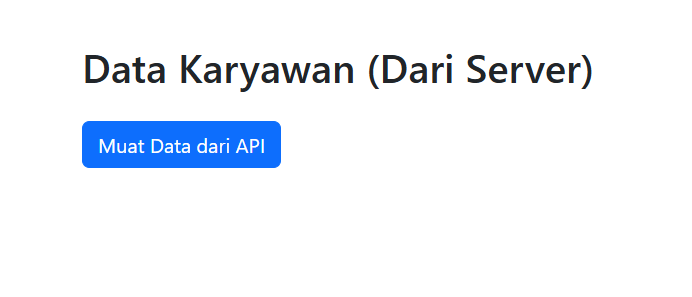 Data Karyawan (Dari Server)
Muat Data dari API